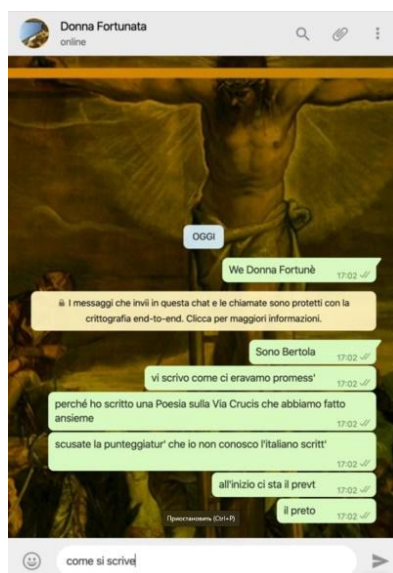 Donna Fortunata
online
OGGI
We Donna Fortunè
17:02
I messaggi che invii in questa chat e le chiamate sono protetti con la
crittografia end-to-end. Clicca per maggiori informazioni.
Sono Bertola
17:02
vi scrivo come ci eravamo promess'
17:02
perché ho scritto una Poesia sulla Via Crucis che abbiamo fatto
ansieme
17:02
scusate la punteggiatur' che io non conosco l'italiano scritt'
17:02
all'inizio ci sta il prevt
17:02
Приостановить (Ctrl+P)
il preto
17:02
come si scrive